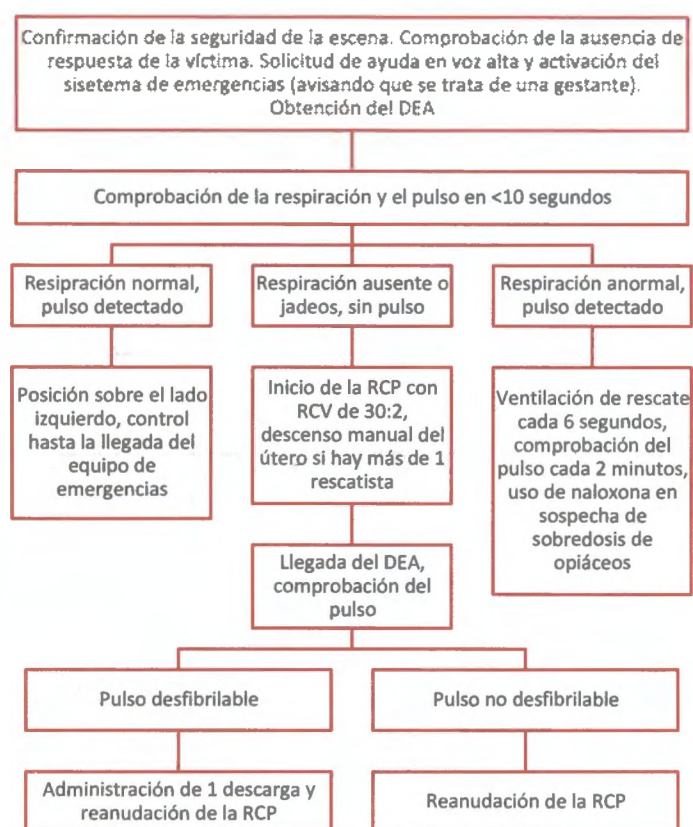 Confirmación de la seguridad de la escena. Comprobación de la ausencia de
respuesta de la víctima. Solicitud de ayuda en voz alta y activación del
sisetema de emergencias (avisando que se trata de una gestante).
Obtención del DEA
Comprobación de la respiración y el pulso en <10 segundos
Resipración normal,
pulso detectado
Respiración ausente o
jadeos, sin pulso
Respiración anormal,
pulso detectado
Posición sobre el lado
izquierdo, control
hasta la llegada del
equipo de
emergencias
Inicio de la RCP con
RCV de 30:2,
descenso manual del
útero si hay más de 1
rescatista
Ventilación de rescate
cada 6 segundos,
comprobación del
pulso cada 2 minutos,
uso de naloxona en
sospecha de
sobredosis de
opiáceos
Llegada del DEA,
comprobación del
pulso
Pulso desfibrilable
Pulso no desfibrilable
Administración de 1 descarga y
reanudación de la RCP
Reanudación de la RCP